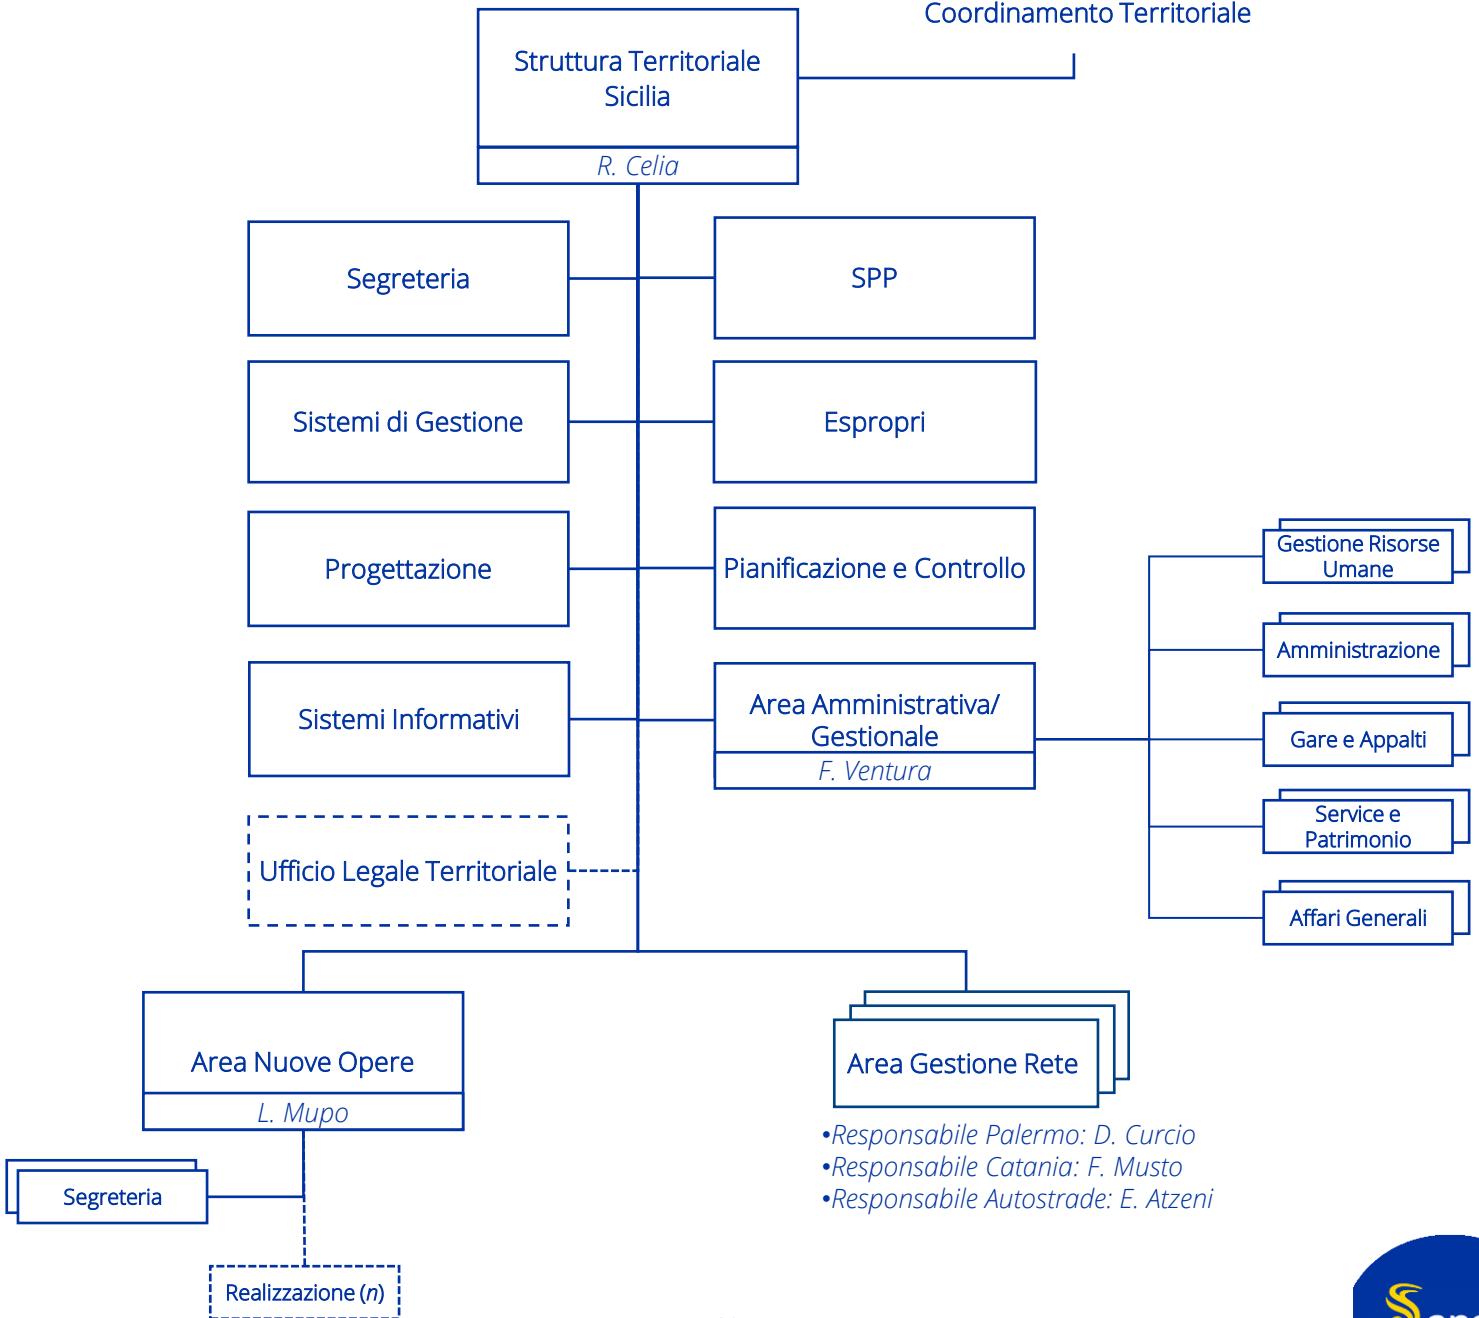 Coordinamento Territoriale
Struttura Territoriale
Sicilia
R. Celia
Segreteria
SPP
Sistemi di Gestione
Espropri
Progettazione
Pianificazione e Controllo
Gestione Risorse
Umane
Amministrazione
Sistemi Informativi
Area Amministrativa/
Gestionale
F. Ventura
Gare e Appalti
Service e
Patrimonio
Ufficio Legale Territoriale
Affari Generali
Area Nuove Opere
L. Mupo
Area Gestione Rete
•Responsabile Palermo: D. Curcio
•Responsabile Catania: F. Musto
•Responsabile Autostrade: E. Atzeni
Segreteria
Realizzazione (n)